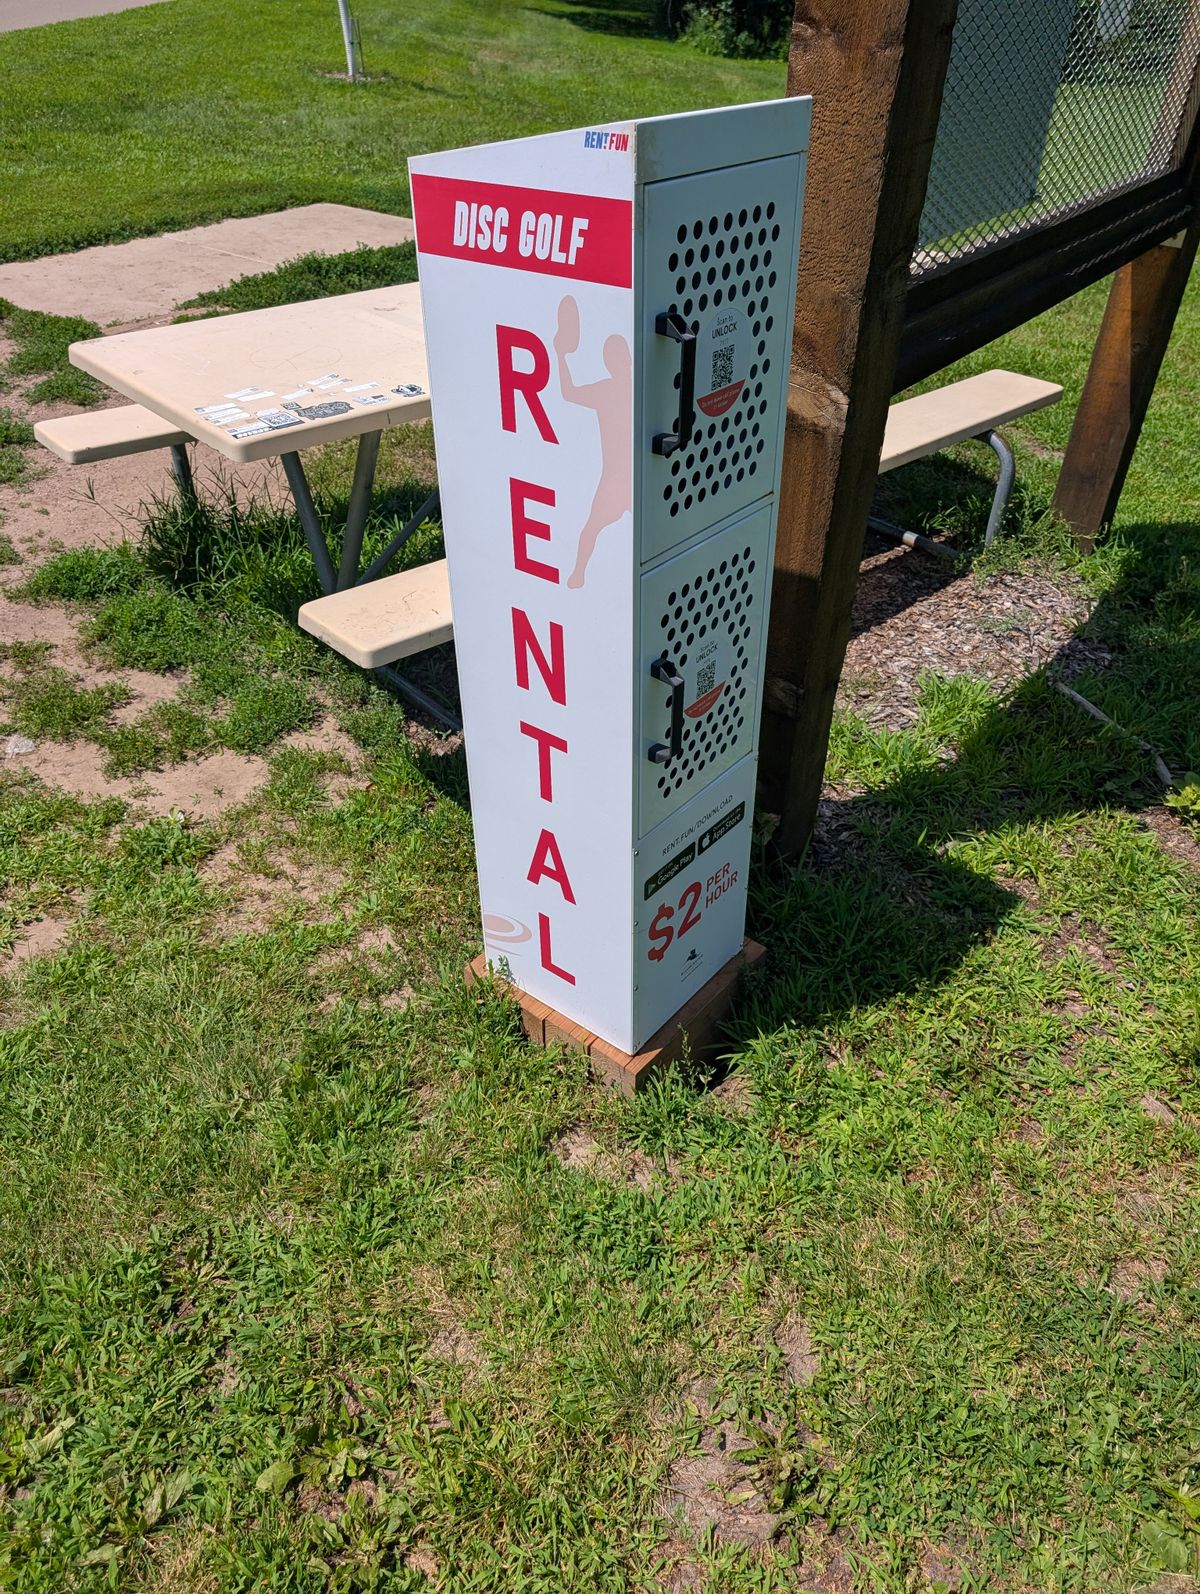 RENT.FUN
DISC GOLF
RENTAL
Scan to
UNLOCK
Scan to
UNLOCK
RENT.FUN/DOWNLOAD
Google Play
App Store
$2 PER
HOUR